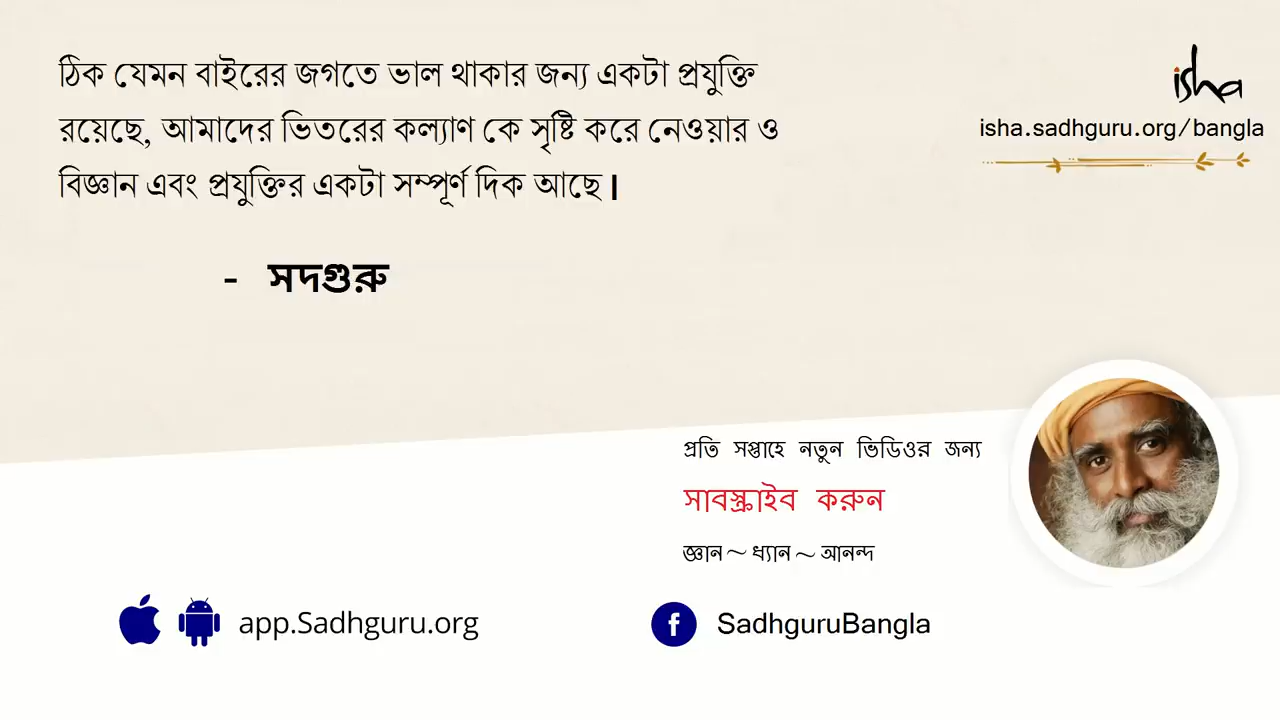 ঠিক যেমন বাইরের জগতে ভাল থাকার জন্য একটা প্রযুক্তি
রয়েছে, আমাদের ভিতরের কল্যাণ কে সৃষ্টি করে নেওয়ার ও
বিজ্ঞান এবং প্রযুক্তির একটা সম্পূর্ণ দিক আছে।
- সদগুরু
isha
isha.sadhguru.org/bangla
প্রতি সপ্তাহে নতুন ভিডিওর জন্য
সাবস্ক্রাইব করুন
জ্ঞান ~ ধ্যান ~ আনন্দ
app.Sadhguru.org
f SadhguruBangla